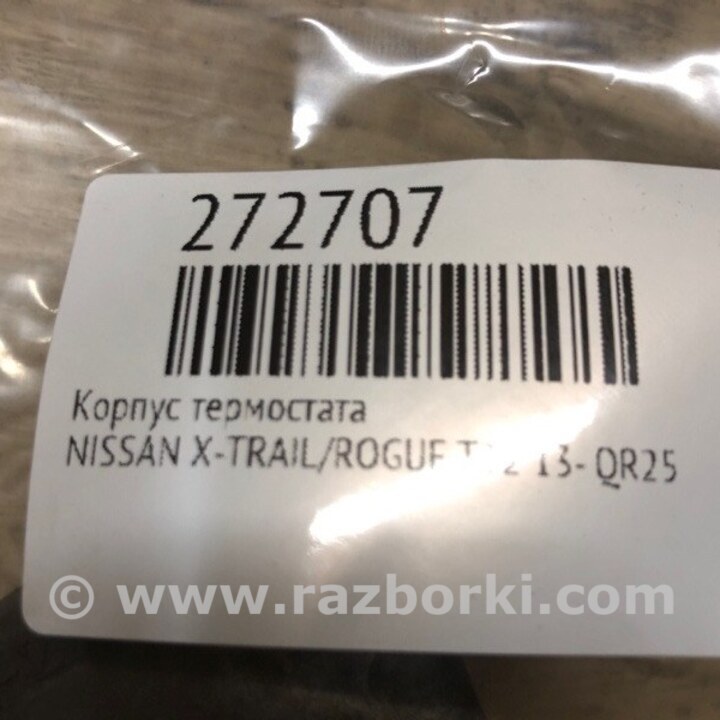 272707
Корпус термостата
NISSAN X-TRAIL/ROGUE 13- QR25
© www.razborki.com